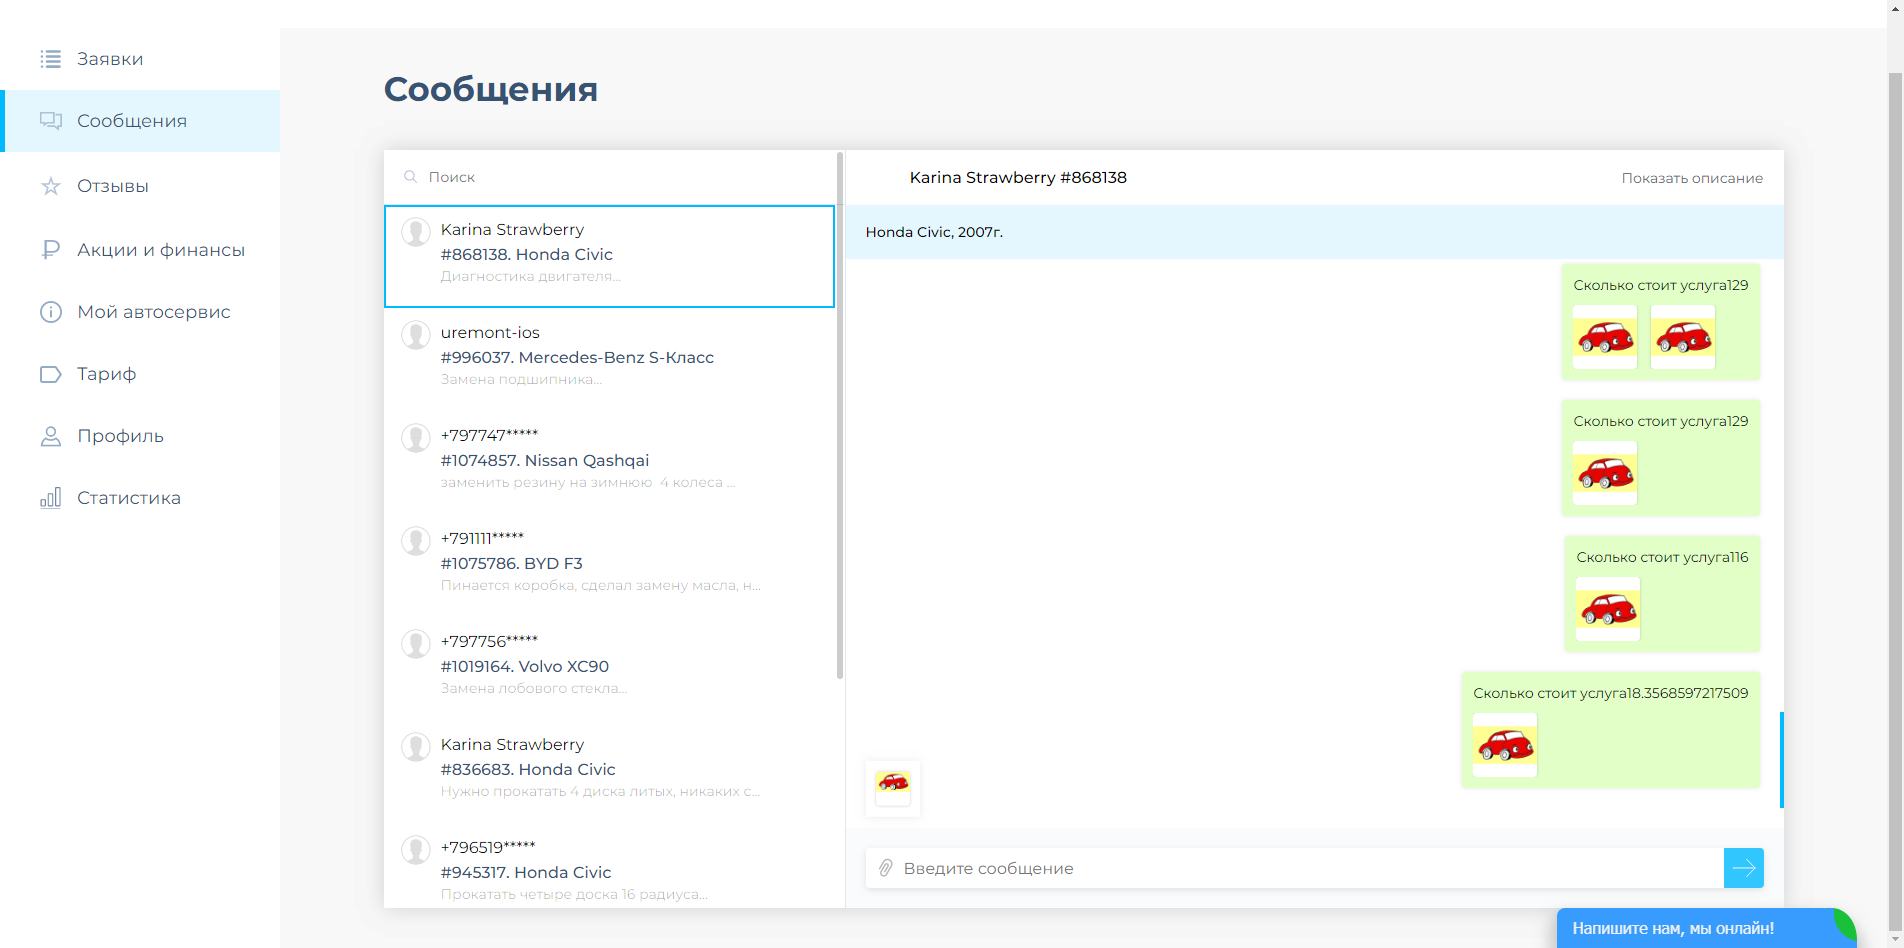 Заявки
Сообщения
Отзывы
Акции и финансы
Мой автосервис
Тариф
Профиль
Статистика
Сообщения
Поиск
Karina Strawberry
#868138. Honda Civic
Диагностика двигателя...
uremont-ios
#996037. Mercedes-Benz S-Класс
Замена подшипника...
+797747*****
#1074857. Nissan Qashqai
заменить резину на зимнюю 4 колеса ...
+791111*****
#1075786. BYD F3
Пинается коробка, сделал замену масла, н...
+797756*****
#1019164. Volvo XC90
Замена лобового стекла...
Karina Strawberry
#836683. Honda Civic
Нужно прокатать 4 диска литых, никаких с...
+796519*****
#945317. Honda Civic
Прокатать четыре доска 16 радиуса...
Karina Strawberry #868138
Показать описание
Honda Civic, 2007г.
Сколько стоит услуга129
Сколько стоит услуга129
Сколько стоит услуга116
Сколько стоит услуга18.3568597217509
Введите сообщение
Напишите нам, мы онлайн!